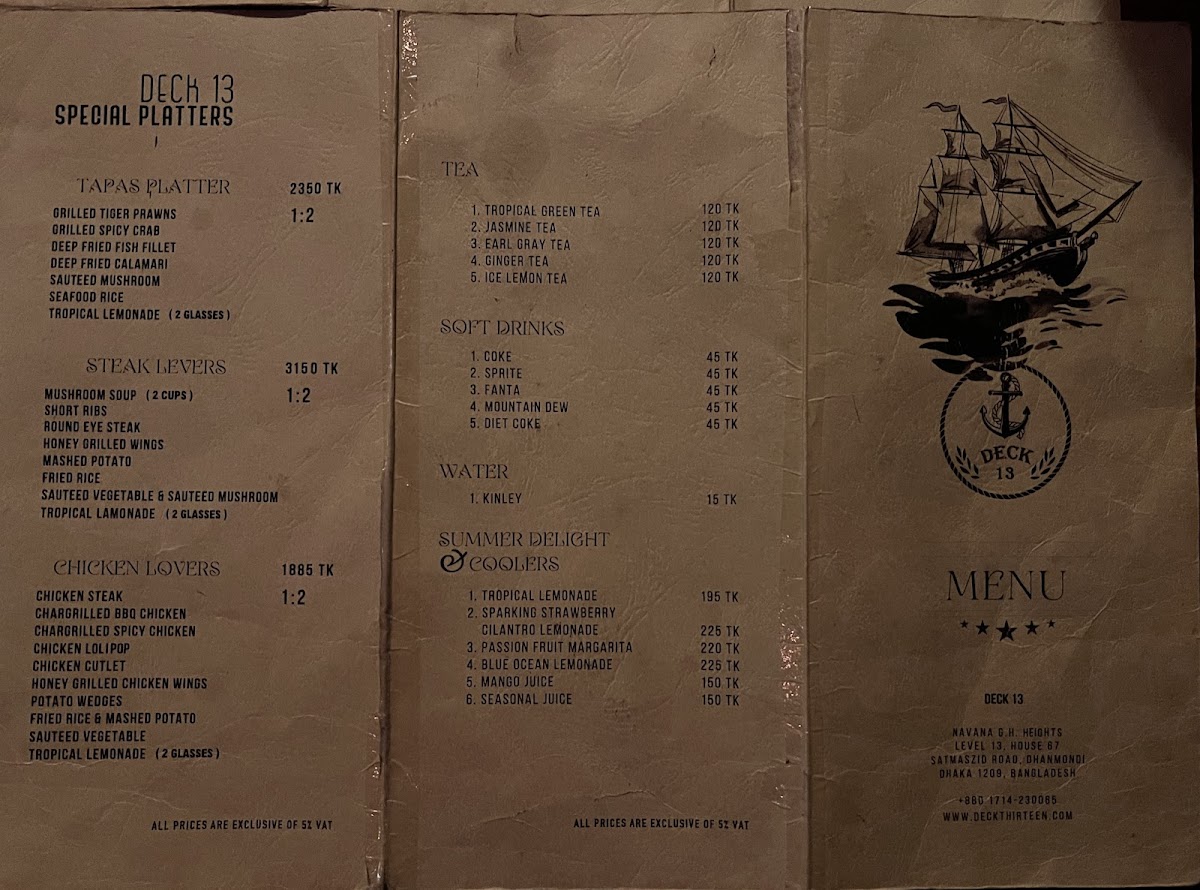 DECK 13
SPECIAL PLATTERS
TAPAS PLATTER 2350 TK
GRILLED TIGER PRAWNS 1:2
GRILLED SPICY CRAB
DEEP FRIED FISH FILLET
DEEP FRIED CALAMARI
SAUTEED MUSHROOM
SEAFOOD RICE
TROPICAL LEMONADE (2 GLASSES)
STEAK LEVERS 3150 TK
MUSHROOM SOUP (2 CUPS) 1:2
SHORT RIBS
ROUND EYE STEAK
HONEY GRILLED WINGS
MASHED POTATO
FRIED RICE
SAUTEED VEGETABLE & SAUTEED MUSHROOM
TROPICAL LAMONADE (2 GLASSES)
CHICKEN LOVERS 1885 TK
CHICKEN STEAK 1:2
CHARGRILLED BBQ CHICKEN
CHARGRILLED SPICY CHICKEN
CHICKEN LOLIPOP
CHICKEN CUTLET
HONEY GRILLED CHICKEN WINGS
POTATO WEDGES
FRIED RICE & MASHED POTATO
SAUTEED VEGETABLE
TROPICAL LEMONADE (2 GLASSES)
ALL PRICES ARE EXCLUSIVE OF 5% VAT
TEA
1. TROPICAL GREEN TEA 120 TK
2. JASMINE TEA 120 TK
3. EARL GRAY TEA 120 TK
4. GINGER TEA 120 TK
5. ICE LEMON TEA 120 TK
SOFT DRINKS
1. COKE 45 TK
2. SPRITE 45 TK
3. FANTA 45 TK
4. MOUNTAIN DEW 45 TK
5. DIET COKE 45 TK
WATER
1. KINLEY 15 TK
SUMMER DELIGHT
& COOLERS
1. TROPICAL LEMONADE 195 TK
2. SPARKING STRAWBERRY
CILANTRO LEMONADE 225 TK
3. PASSION FRUIT MARGARITA 220 TK
4. BLUE OCEAN LEMONADE 225 TK
5. MANGO JUICE 150 TK
6. SEASONAL JUICE 150 TK
ALL PRICES ARE EXCLUSIVE OF 5% VAT
DECK
13
MENU
DECK 13
NAVANA G.H. HEIGHTS
LEVEL 13, HOUSE 67
SATMASZID ROAD, DHANMONDI
DHAKA 1209, BANGLADESH
+880 1714-230065
WWW.DECKTHIRTEEN.COM